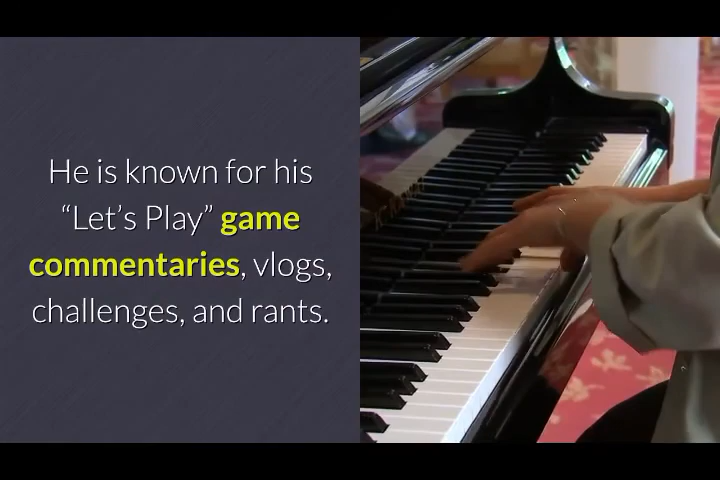 He is known for his
“Let’s Play” game
commentaries, vlogs,
challenges, and rants.